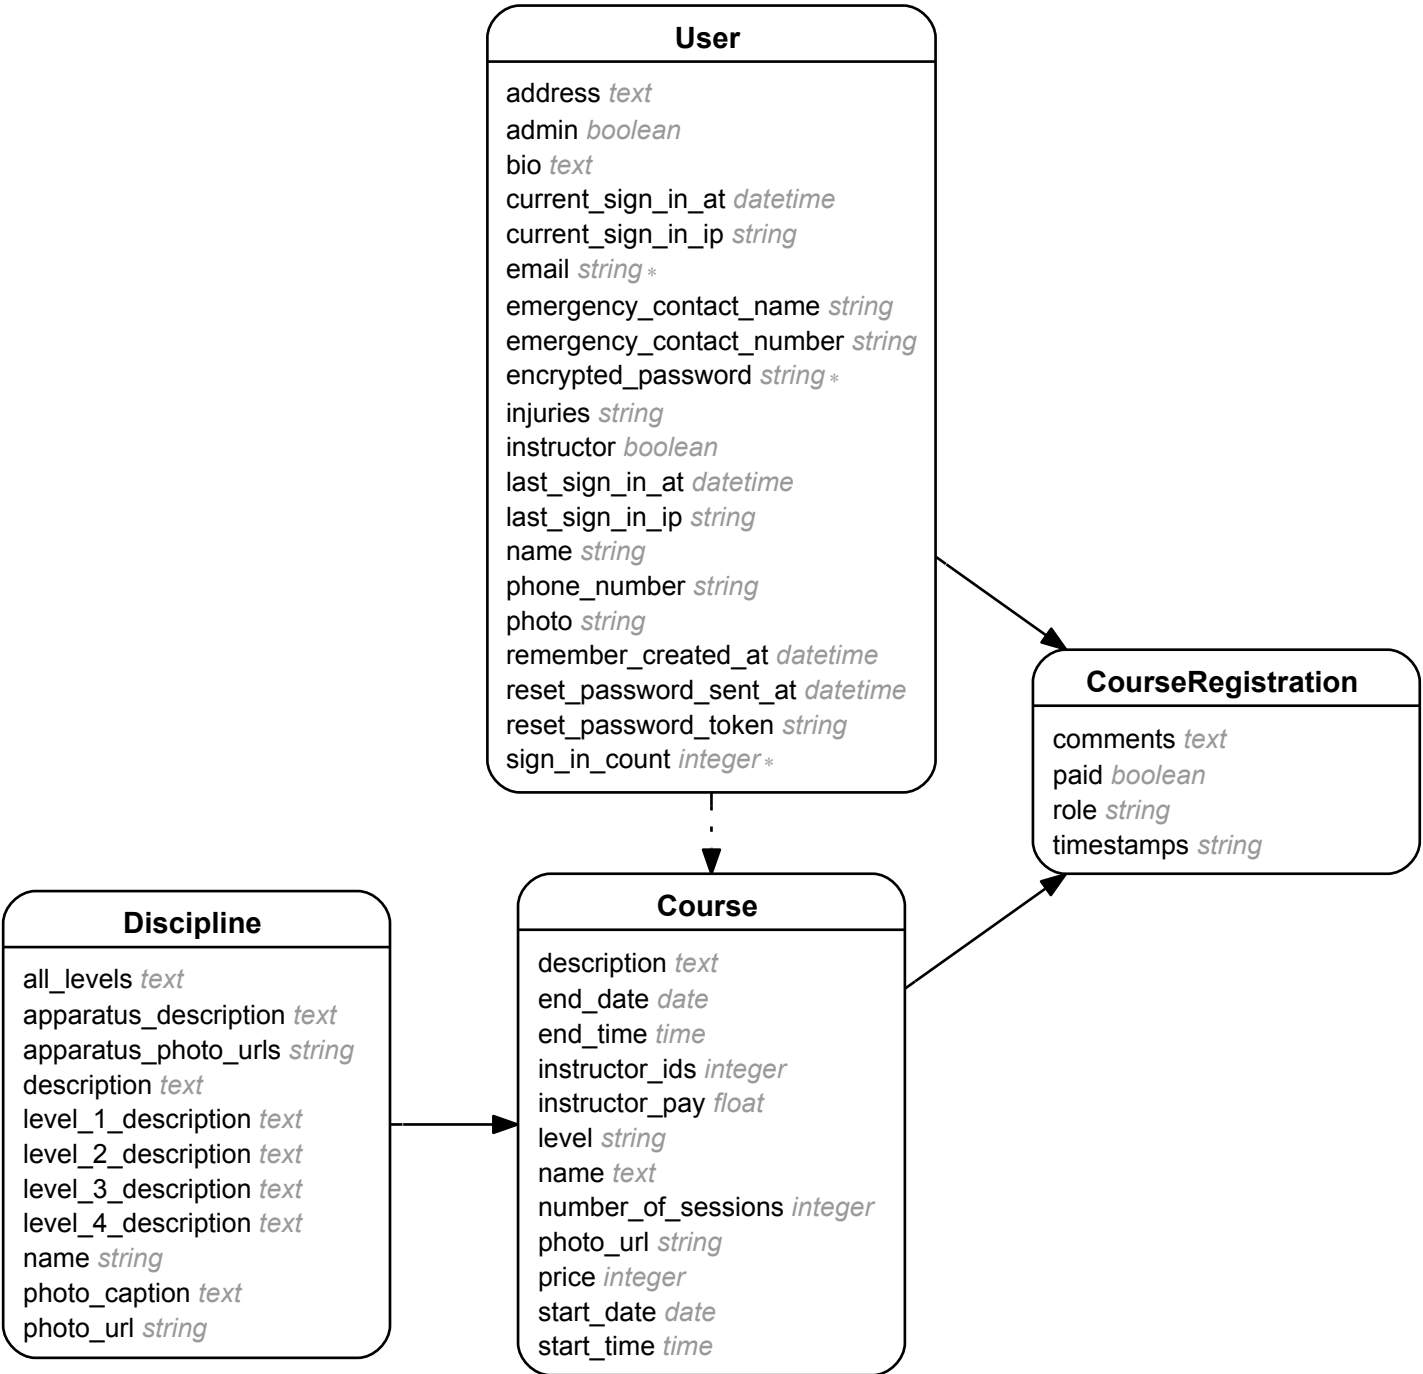 User
address text
admin boolean
bio text
current_sign_in_at datetime
current_sign_in_ip string
email string *
emergency_contact_name string
emergency_contact_number string
encrypted_password string *
injuries string
instructor boolean
last_sign_in_at datetime
last_sign_in_ip string
name string
phone_number string
photo string
remember_created_at datetime
reset_password_sent_at datetime
reset_password_token string
sign_in_count integer *
CourseRegistration
comments text
paid boolean
role string
timestamps string
Discipline
all_levels text
apparatus_description text
apparatus_photo_urls string
description text
level_1_description text
level_2_description text
level_3_description text
level_4_description text
name string
photo_caption text
photo_url string
Course
description text
end_date date
end_time time
instructor_ids integer
instructor_pay float
level string
name text
number_of_sessions integer
photo_url string
price integer
start_date date
start_time time